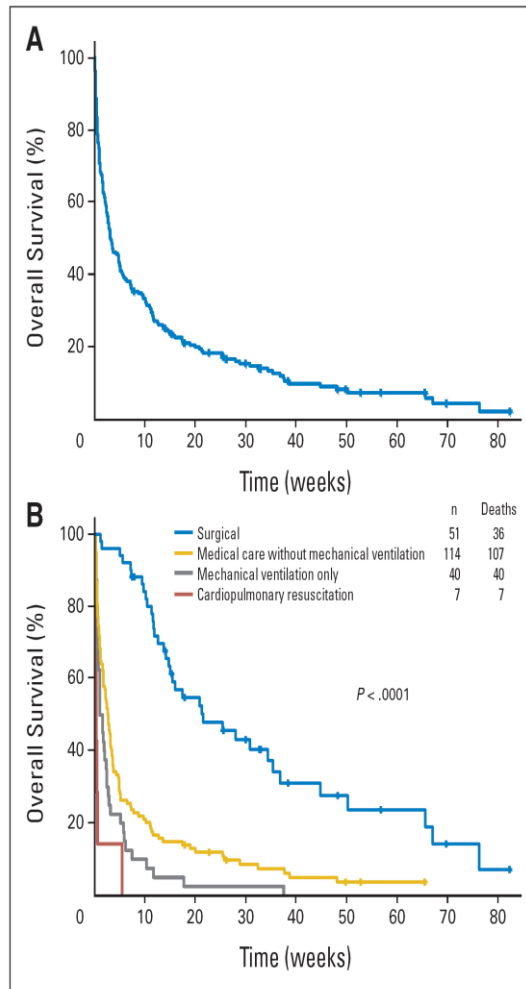 A
100
80
60
40
20
0
10 20 30 40 50 60 70 80
Overall Survival (%)
Time (weeks)
B
n Deaths
Surgical 51 36
Medical care without mechanical ventilation 114 107
Mechanical ventilation only 40 40
Cardiopulmonary resuscitation 7 7
P < .0001
100
80
60
40
20
0
10 20 30 40 50 60 70 80
Overall Survival (%)
Time (weeks)